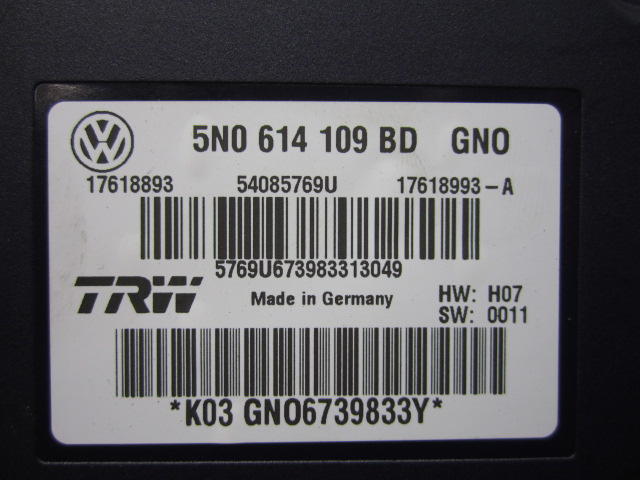 5N0 614 109 BD GNO
17618893 54085769U 17618993-A
5769U673983313049
TRW Made in Germany HW: H07
SW: 0011
*K03 GNO6739833Y*